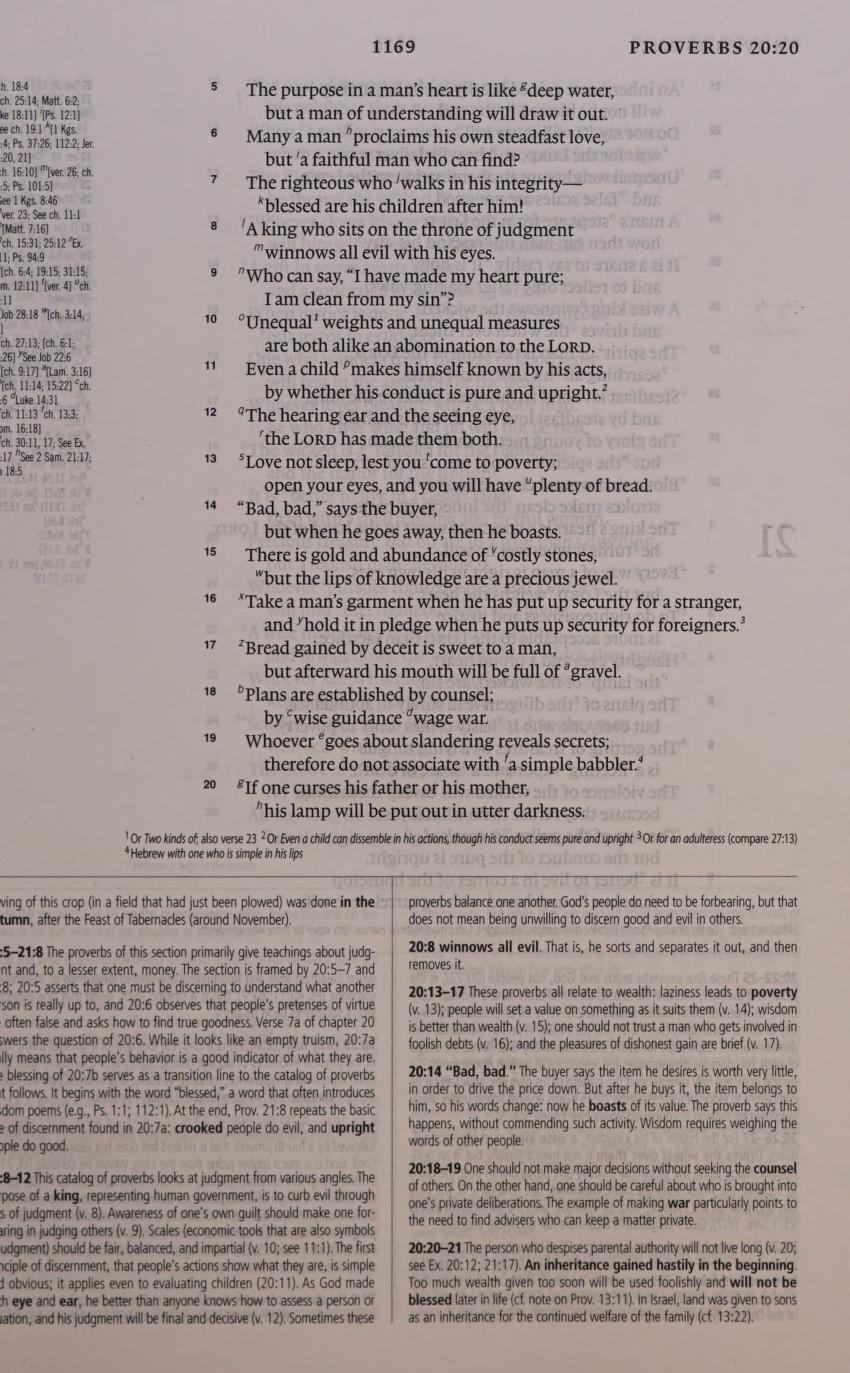 1169 PROVERBS 20:20
h. 18:4
ch. 25:14; Matt. 6:2;
ke 18:11] ⁱ[Ps. 12:1]
ee ch. 19:1 ᵏ[1 Kgs.
:4; Ps. 37:26; 112:2; Jer.
:20, 21]
h. 16:10] ᵐ[ver. 26; ch.
:5; Ps. 101:5]
ee 1 Kgs. 8:46
ver. 23; See ch. 11:1
[Matt. 7:16]
ch. 15:31; 25:12 ʳEx.
11; Ps. 94:9
[ch. 6:4; 19:15; 31:15;
m. 12:11] ᵗ[ver. 4] ᵘch.
:11
Job 28:18 ʷ[ch. 3:14,
]
ch. 27:13; [ch. 6:1;
:26] ʸSee Job 22:6
[ch. 9:17] ᵃ[Lam. 3:16]
[ch. 11:14; 15:22] ᶜch.
:6 ᵈLuke 14:31
ch. 11:13 ᶠch. 13:3;
om. 16:18]
ch. 30:11, 17; See Ex.
:17 ʰSee 2 Sam. 21:17;
18:5
5 The purpose in a man's heart is like ᵍdeep water,
but a man of understanding will draw it out.
6 Many a man ʰproclaims his own steadfast love,
but ⁱa faithful man who can find?
7 The righteous who ʲwalks in his integrity—
ᵏblessed are his children after him!
8 ˡA king who sits on the throne of judgment
ᵐwinnows all evil with his eyes.
9 ⁿWho can say, “I have made my heart pure;
I am clean from my sin”?
10 ᵒUnequal¹ weights and unequal measures
are both alike an abomination to the LORD.
11 Even a child ᵖmakes himself known by his acts,
by whether his conduct is pure and upright.²
12 ᑫThe hearing ear and the seeing eye,
ʳthe LORD has made them both.
13 ˢLove not sleep, lest you ᵗcome to poverty;
open your eyes, and you will have ᵘplenty of bread.
14 “Bad, bad,” says the buyer,
but when he goes away, then he boasts.
15 There is gold and abundance of ᵛcostly stones,
ʷbut the lips of knowledge are a precious jewel.
16 ˣTake a man's garment when he has put up security for a stranger,
and ʸhold it in pledge when he puts up security for foreigners.³
17 ᶻBread gained by deceit is sweet to a man,
but afterward his mouth will be full of ᵃgravel.
18 ᵇPlans are established by counsel;
by ᶜwise guidance ᵈwage war.
19 Whoever ᵉgoes about slandering reveals secrets;
therefore do not associate with ᶠa simple babbler.⁴
20 ᵍIf one curses his father or his mother,
ʰhis lamp will be put out in utter darkness.
¹Or Two kinds of; also verse 23 ²Or Even a child can dissemble in his actions, though his conduct seems pure and upright ³Or for an adulteress (compare 27:13)
⁴Hebrew with one who is simple in his lips
ving of this crop (in a field that had just been plowed) was done in the
tumn, after the Feast of Tabernacles (around November).
:5–21:8 The proverbs of this section primarily give teachings about judg-
nt and, to a lesser extent, money. The section is framed by 20:5–7 and
:8; 20:5 asserts that one must be discerning to understand what another
son is really up to, and 20:6 observes that people's pretenses of virtue
often false and asks how to find true goodness. Verse 7a of chapter 20
swers the question of 20:6. While it looks like an empty truism, 20:7a
lly means that people's behavior is a good indicator of what they are.
blessing of 20:7b serves as a transition line to the catalog of proverbs
t follows. It begins with the word “blessed,” a word that often introduces
dom poems (e.g., Ps. 1:1; 112:1). At the end, Prov. 21:8 repeats the basic
e of discernment found in 20:7a: crooked people do evil, and upright
ople do good.
:8–12 This catalog of proverbs looks at judgment from various angles. The
pose of a king, representing human government, is to curb evil through
s of judgment (v. 8). Awareness of one's own guilt should make one for-
aring in judging others (v. 9). Scales (economic tools that are also symbols
udgment) should be fair, balanced, and impartial (v. 10; see 11:1). The first
nciple of discernment, that people's actions show what they are, is simple
d obvious; it applies even to evaluating children (20:11). As God made
h eye and ear, he better than anyone knows how to assess a person or
uation, and his judgment will be final and decisive (v. 12). Sometimes these
proverbs balance one another. God's people do need to be forbearing, but that
does not mean being unwilling to discern good and evil in others.
20:8 winnows all evil. That is, he sorts and separates it out, and then
removes it.
20:13–17 These proverbs all relate to wealth: laziness leads to poverty
(v. 13); people will set a value on something as it suits them (v. 14); wisdom
is better than wealth (v. 15); one should not trust a man who gets involved in
foolish debts (v. 16); and the pleasures of dishonest gain are brief (v. 17).
20:14 “Bad, bad.” The buyer says the item he desires is worth very little,
in order to drive the price down. But after he buys it, the item belongs to
him, so his words change: now he boasts of its value. The proverb says this
happens, without commending such activity. Wisdom requires weighing the
words of other people.
20:18–19 One should not make major decisions without seeking the counsel
of others. On the other hand, one should be careful about who is brought into
one's private deliberations. The example of making war particularly points to
the need to find advisers who can keep a matter private.
20:20–21 The person who despises parental authority will not live long (v. 20;
see Ex. 20:12; 21:17). An inheritance gained hastily in the beginning.
Too much wealth given too soon will be used foolishly and will not be
blessed later in life (cf. note on Prov. 13:11). In Israel, land was given to sons
as an inheritance for the continued welfare of the family (cf. 13:22).